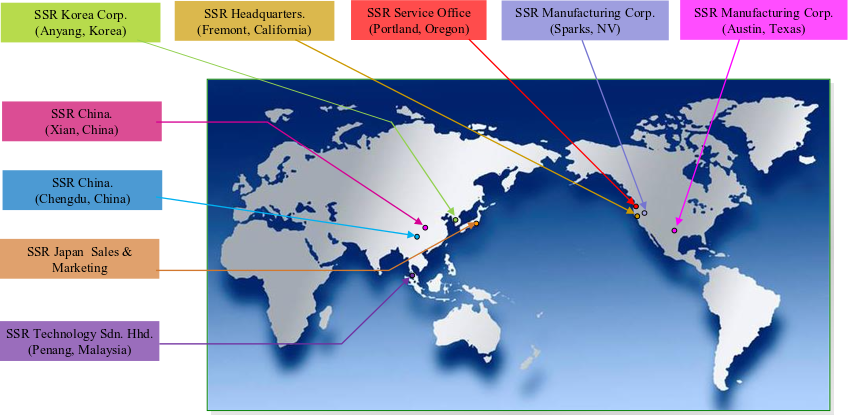 SSR Korea Corp.
(Anyang, Korea)
SSR Headquarters.
(Fremont, California)
SSR Service Office
(Portland, Oregon)
SSR Manufacturing Corp.
(Sparks, NV)
SSR Manufacturing Corp.
(Austin, Texas)
SSR China.
(Xian, China)
SSR China.
(Chengdu, China)
SSR Japan Sales &
Marketing
SSR Technology Sdn. Hhd.
(Penang, Malaysia)